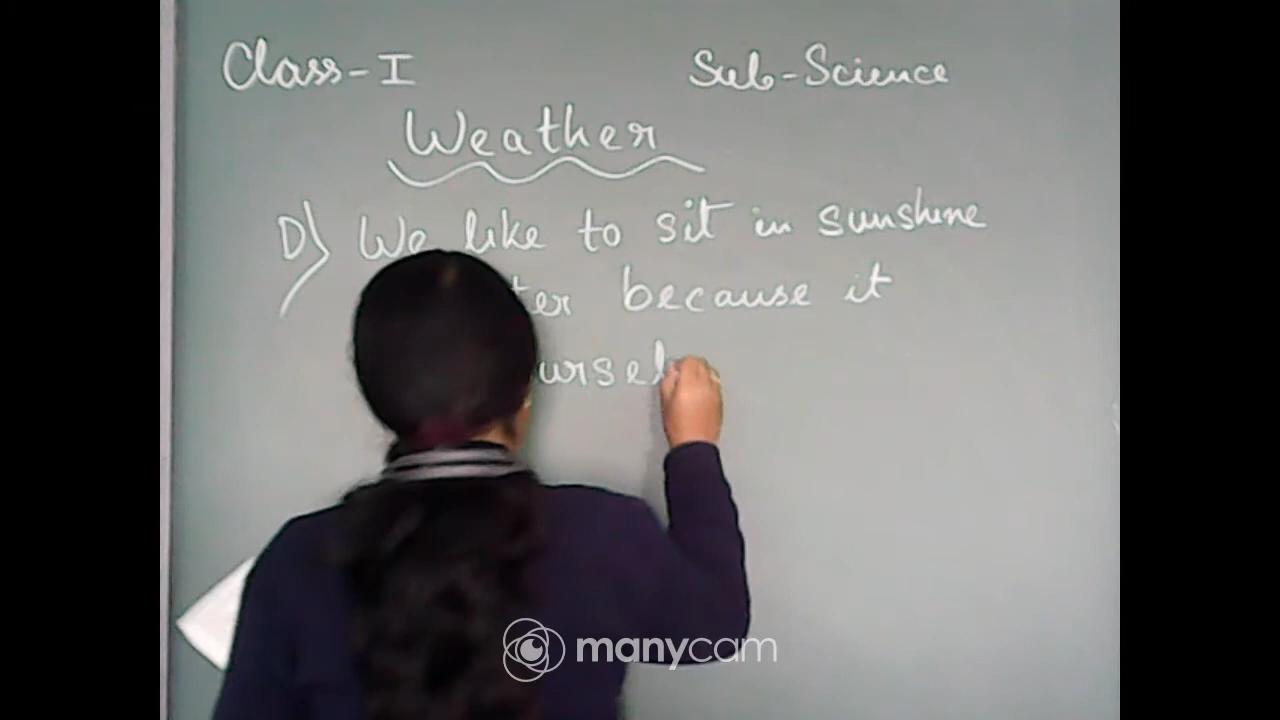 Class-I Sub-Science
Weather
D) We like to sit in sunshine
because it
manycam